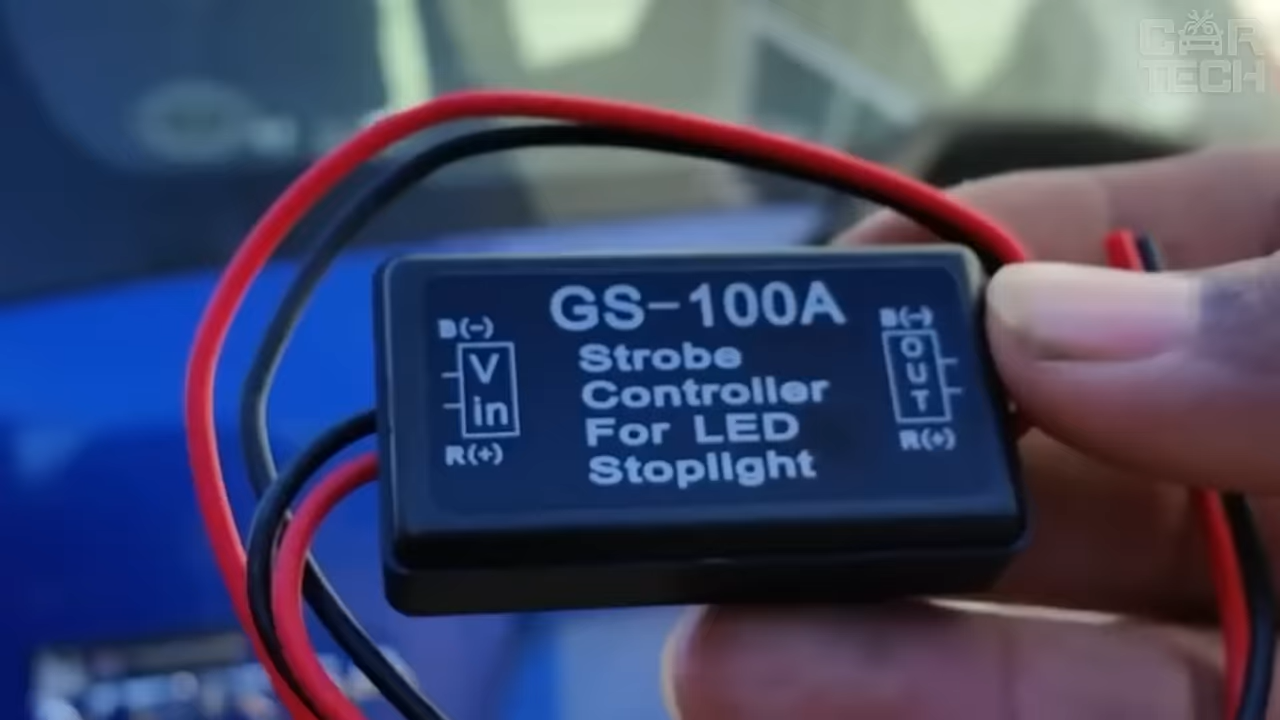 CAR
TECH
GS-100A
B(-)
V
in
R(+)
Strobe
Controller
For LED
Stoplight
B(-)
OUT
R(+)